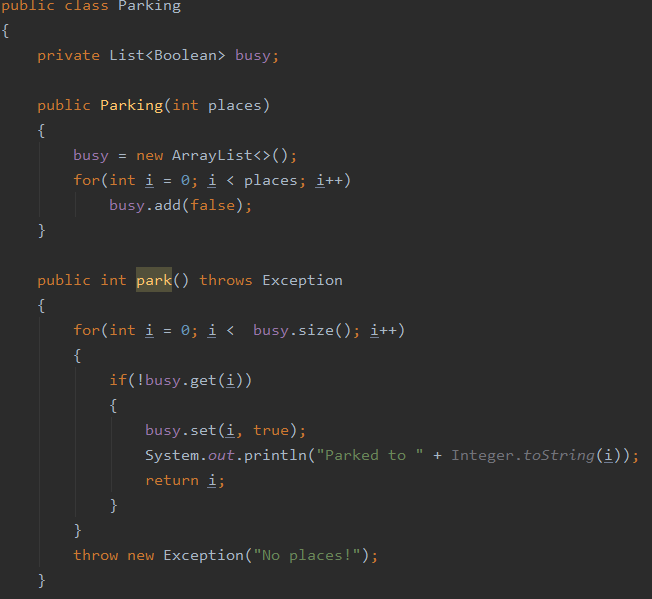 public class Parking
{
    private List<Boolean> busy;

    public Parking(int places)
    {
        busy = new ArrayList<>();
        for(int i = 0; i < places; i++)
            busy.add(false);
    }

    public int park() throws Exception
    {
        for(int i = 0; i <  busy.size(); i++)
        {
            if(!busy.get(i))
            {
                busy.set(i, true);
                System.out.println("Parked to " + Integer.toString(i));
                return i;
            }
        }
        throw new Exception("No places!");
    }